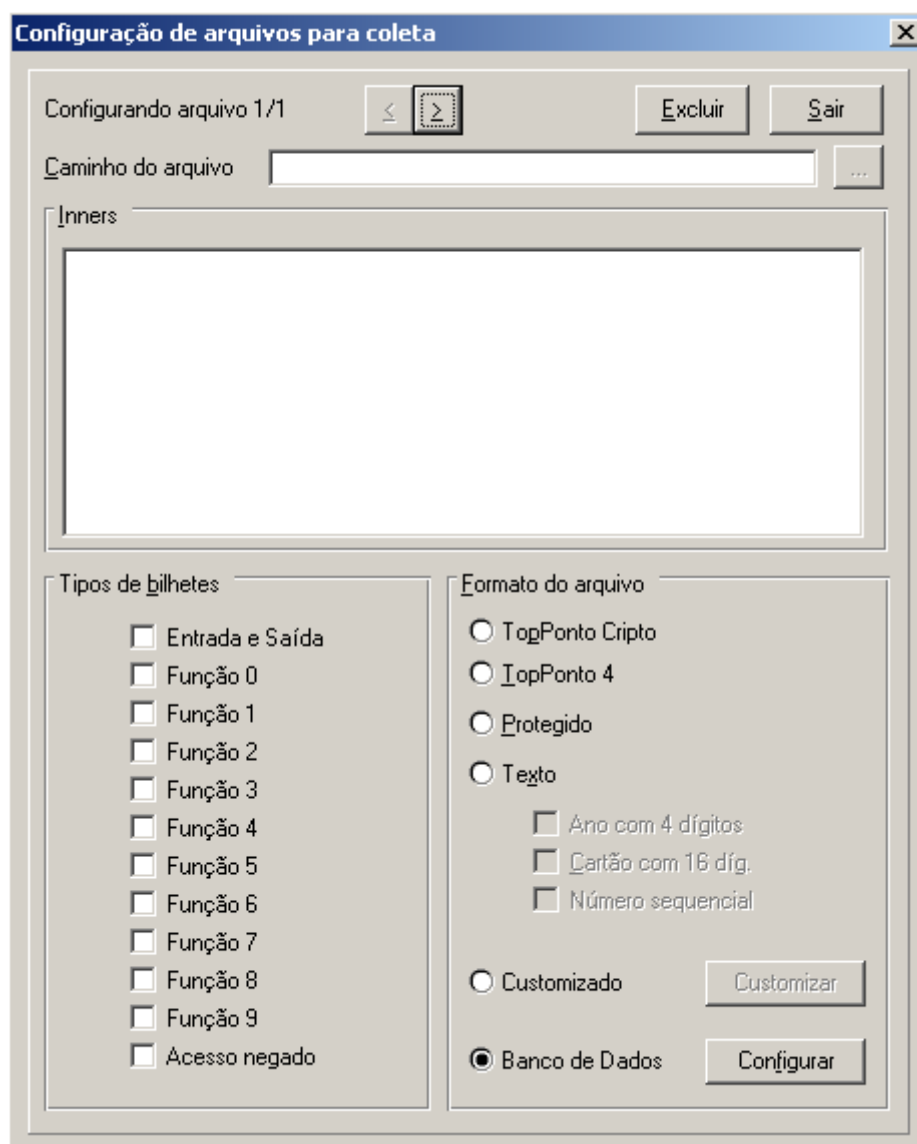 Configuração de arquivos para coleta
Configurando arquivo 1/1
<
>
Excluir
Sair
Caminho do arquivo
...
Inners
Tipos de bilhetes
Entrada e Saída
Função 0
Função 1
Função 2
Função 3
Função 4
Função 5
Função 6
Função 7
Função 8
Função 9
Acesso negado
Formato do arquivo
TopPonto Cripto
TopPonto 4
Protegido
Texto
Ano com 4 dígitos
Cartão com 16 díg.
Número sequencial
Customizado
Customizar
Banco de Dados
Configurar